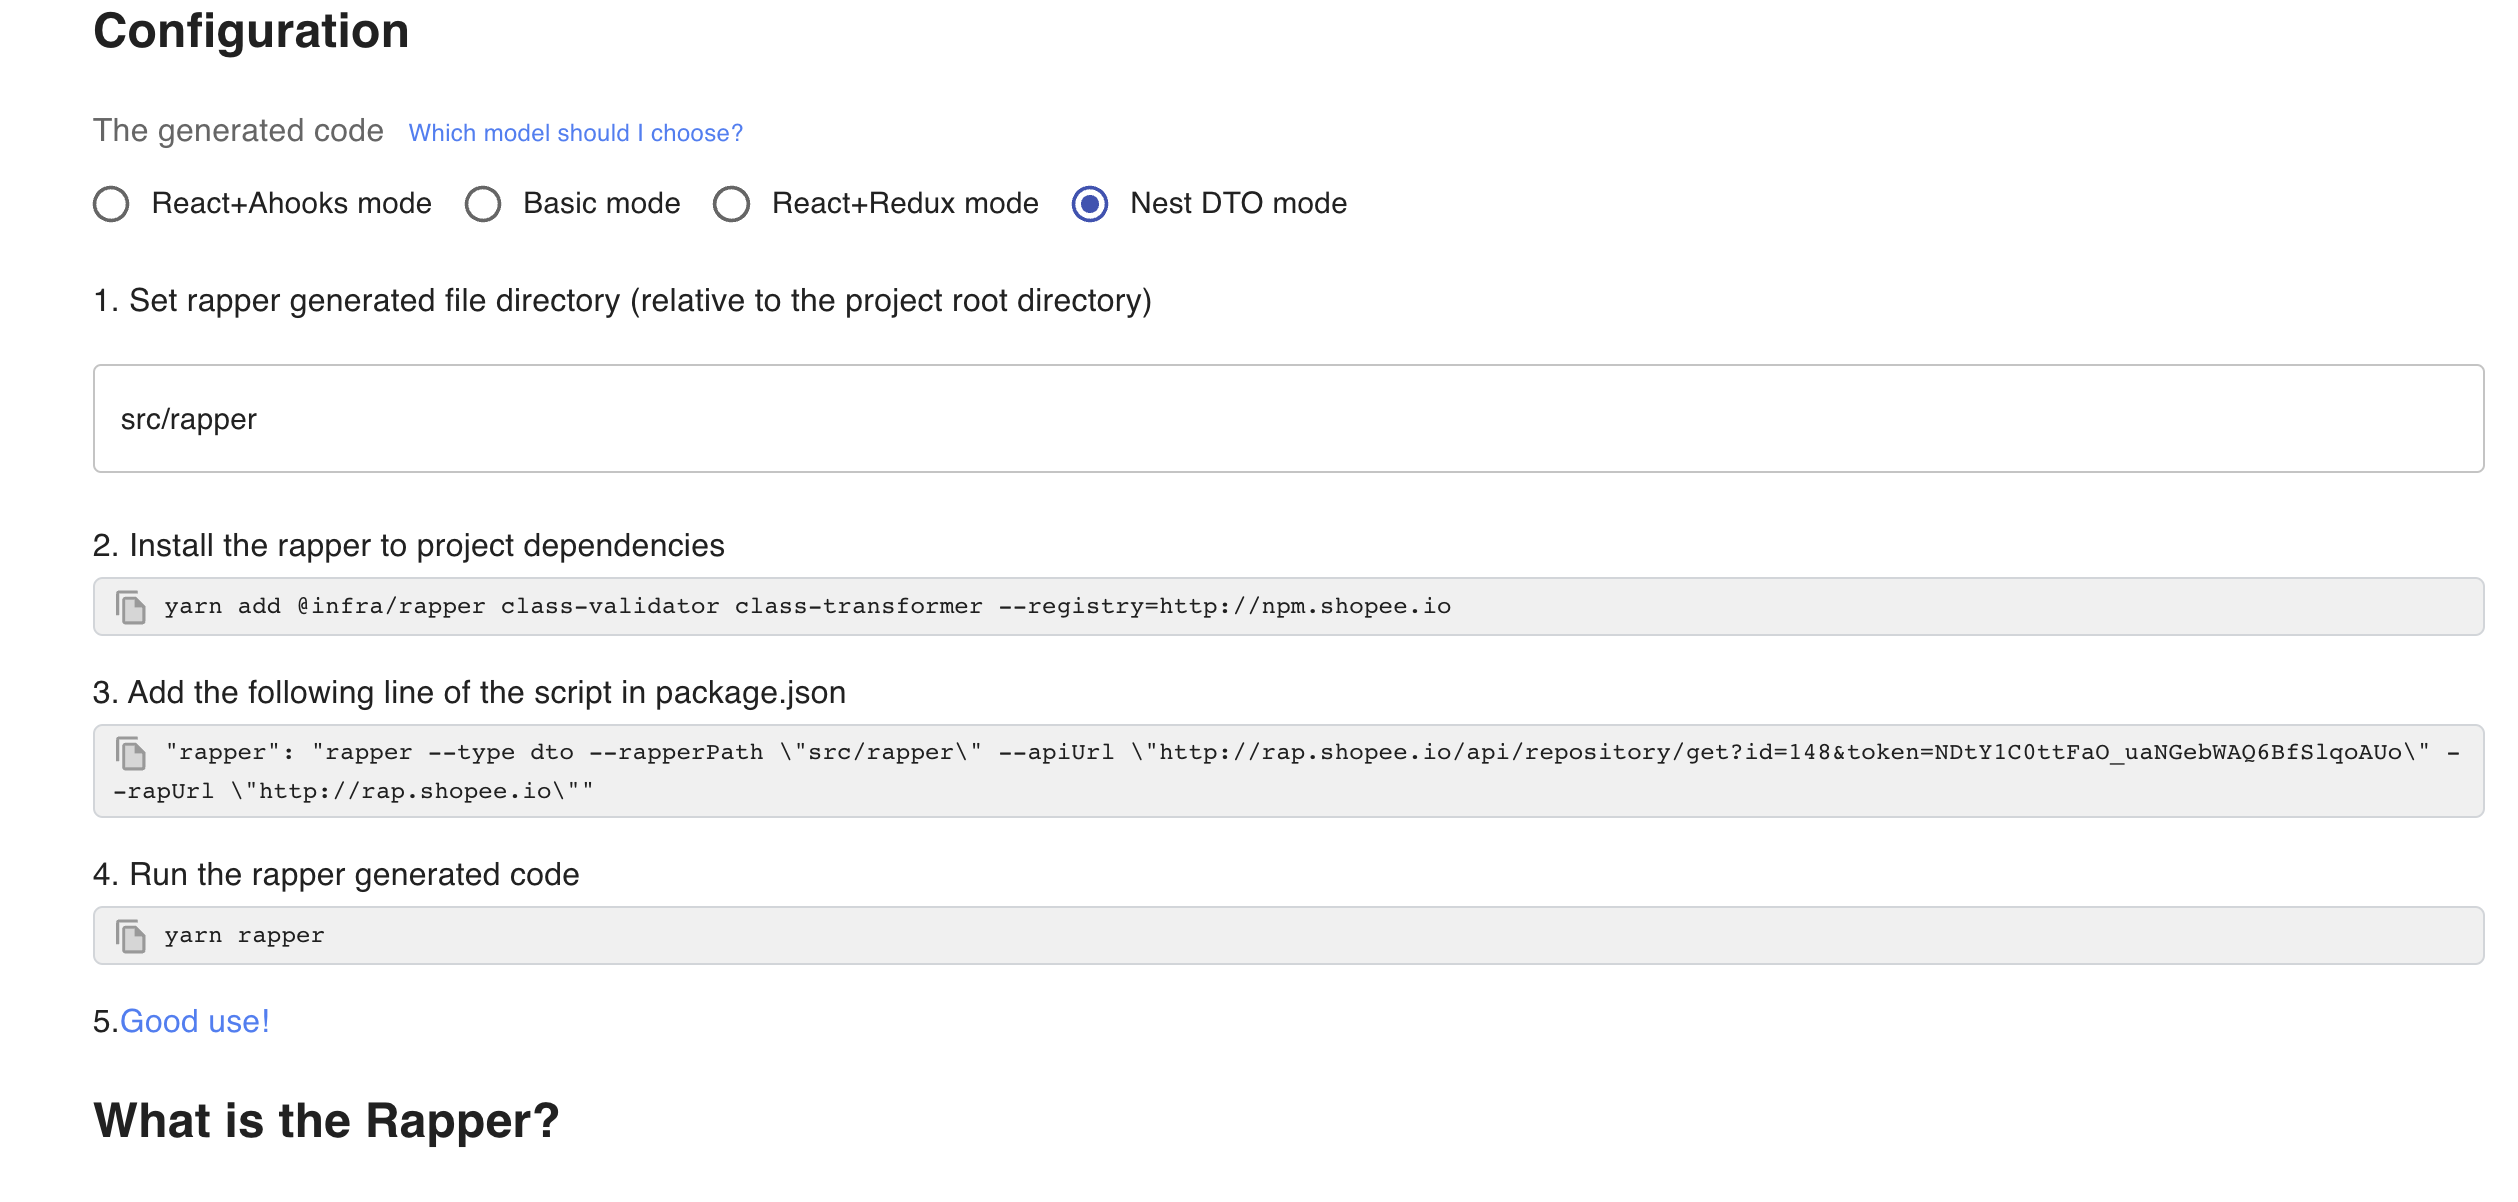 Configuration
The generated code Which model should I choose?
React+Ahooks mode Basic mode React+Redux mode Nest DTO mode
1. Set rapper generated file directory (relative to the project root directory)
src/rapper
2. Install the rapper to project dependencies
yarn add @infra/rapper class-validator class-transformer --registry=http://npm.shopee.io
3. Add the following line of the script in package.json
"rapper": "rapper --type dto --rapperPath \"src/rapper\" --apiUrl \"http://rap.shopee.io/api/repository/get?id=148&token=NDtY1C0ttFaO_uaNGebWAQ6BfSlqoAUo\" -
-rapUrl \"http://rap.shopee.io\""
4. Run the rapper generated code
yarn rapper
5.Good use!
What is the Rapper?